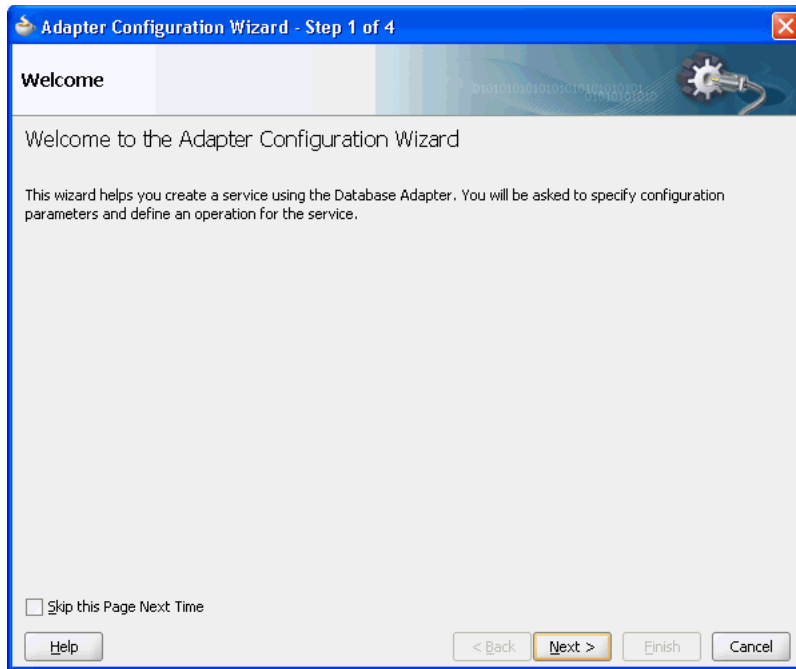 Adapter Configuration Wizard - Step 1 of 4
Welcome
Welcome to the Adapter Configuration Wizard
This wizard helps you create a service using the Database Adapter. You will be asked to specify configuration
parameters and define an operation for the service.
Skip this Page Next Time
Help
< Back
Next >
Finish
Cancel